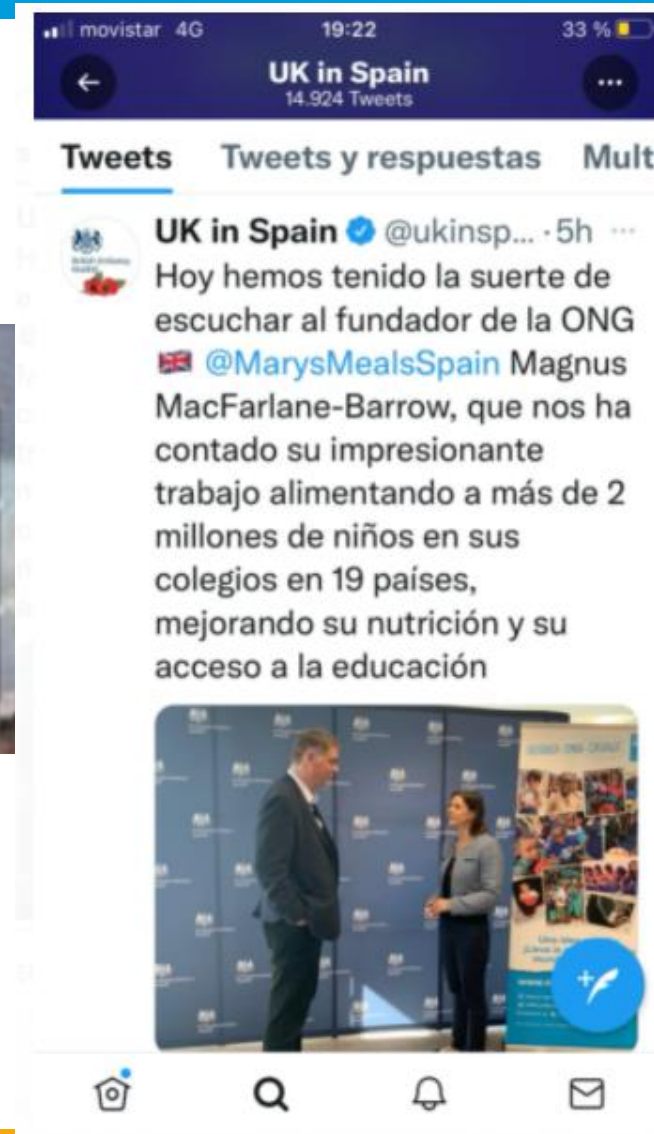 movistar 4G 19:22 33 %
UK in Spain
14.924 Tweets
Tweets Tweets y respuestas Mult
UK in Spain @ukinsp... · 5h ···
Hoy hemos tenido la suerte de
escuchar al fundador de la ONG
🇬🇧 @MarysMealsSpain Magnus
MacFarlane-Barrow, que nos ha
contado su impresionante
trabajo alimentando a más de 2
millones de niños en sus
colegios en 19 países,
mejorando su nutrición y su
acceso a la educación